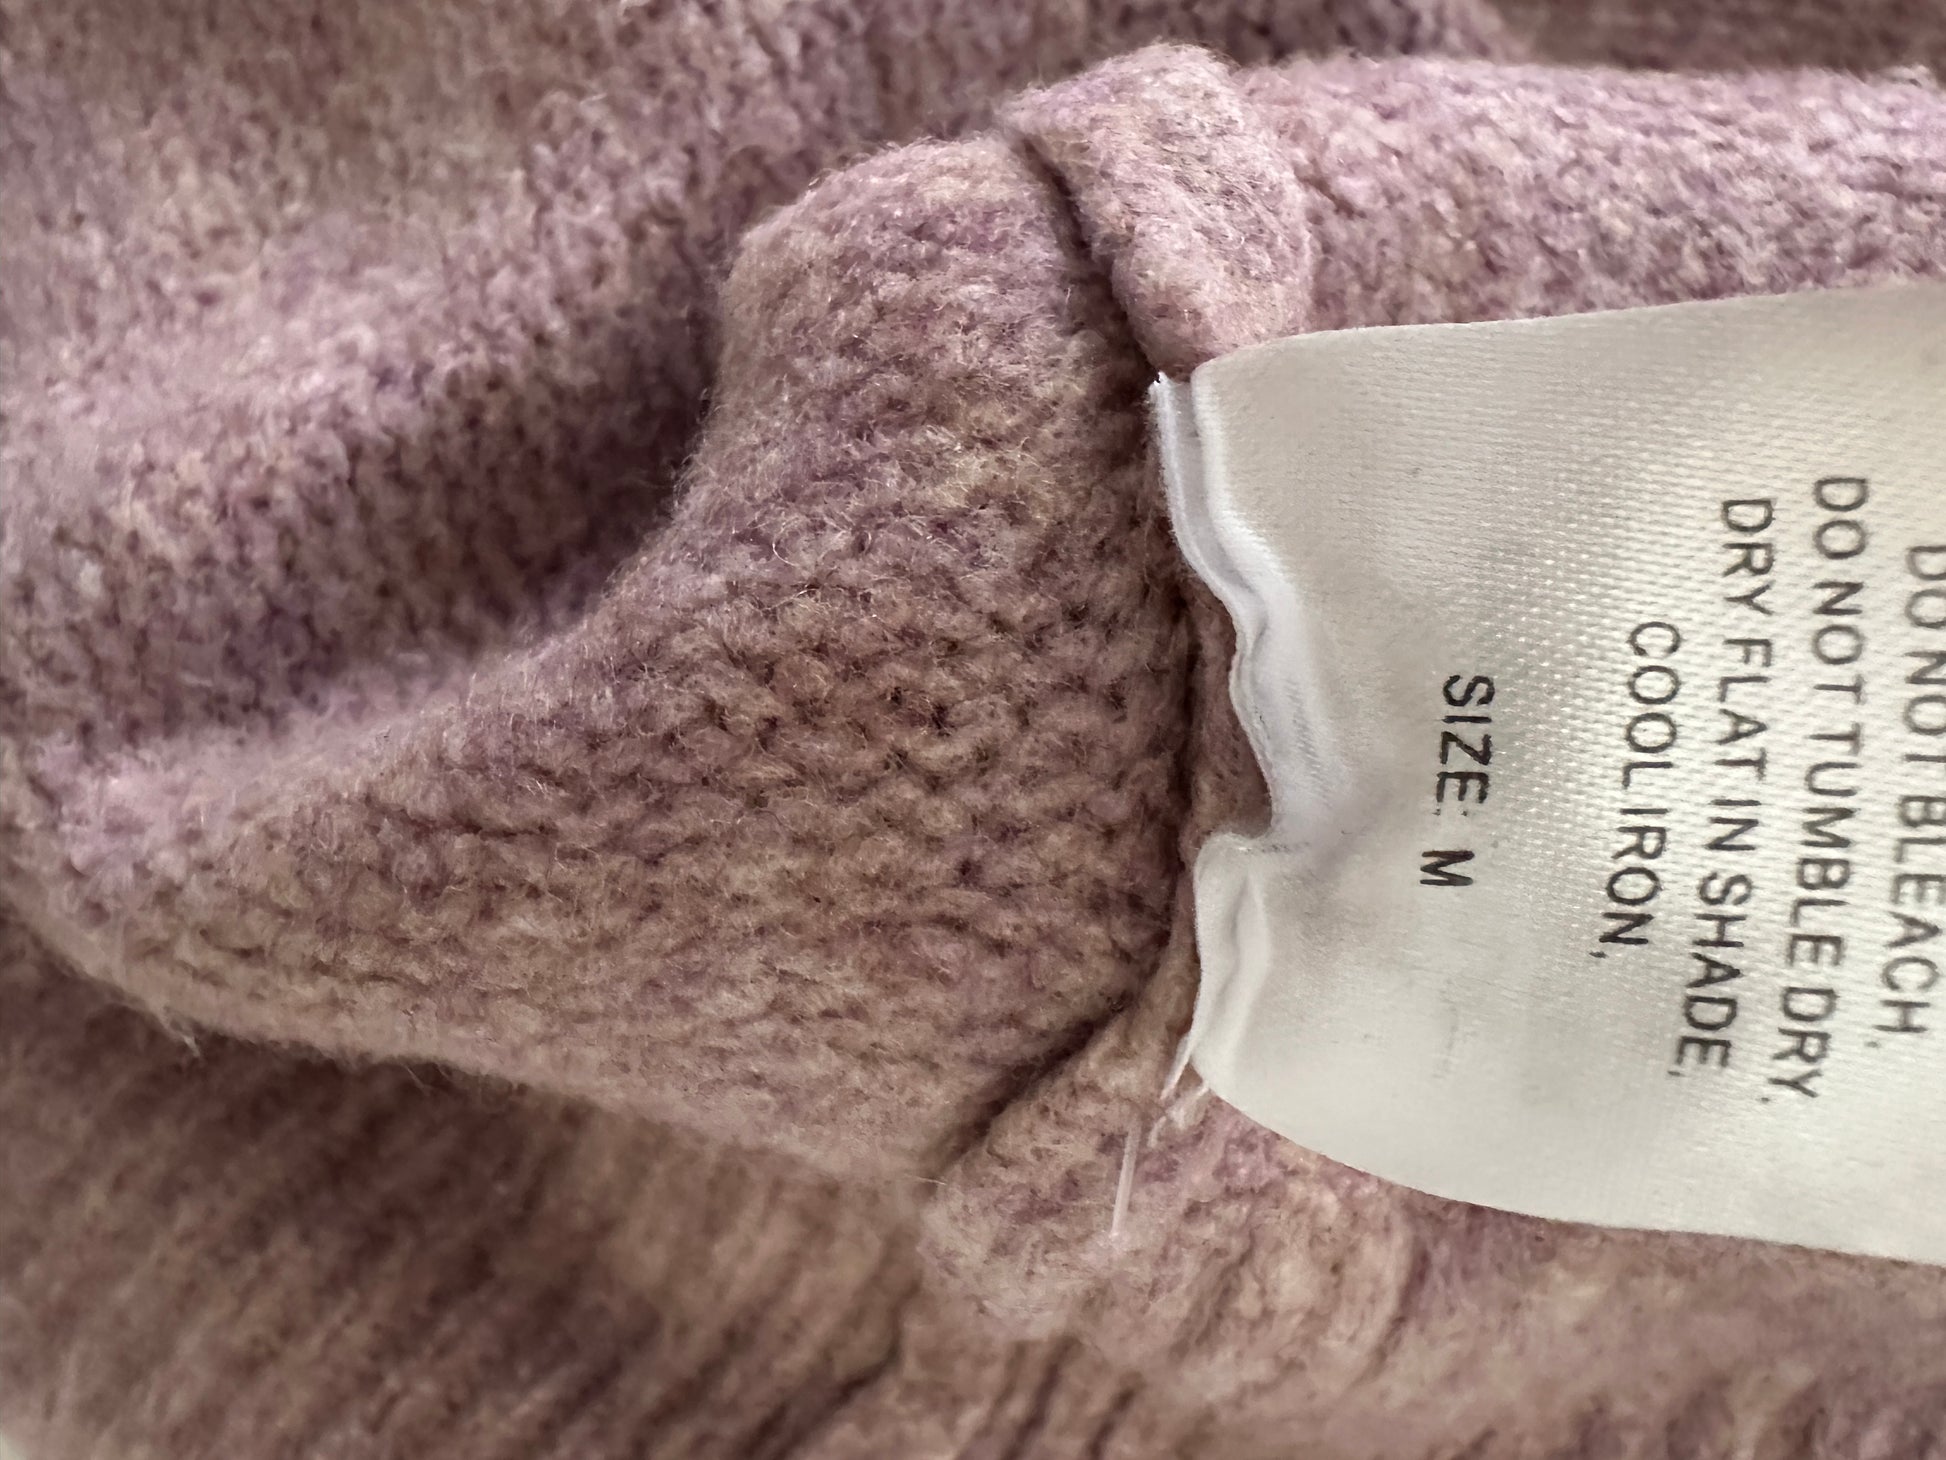 DO NOT BLEACH,
DO NOT TUMBLE DRY,
DRY FLAT IN SHADE,
COOL IRON,
SIZE: M